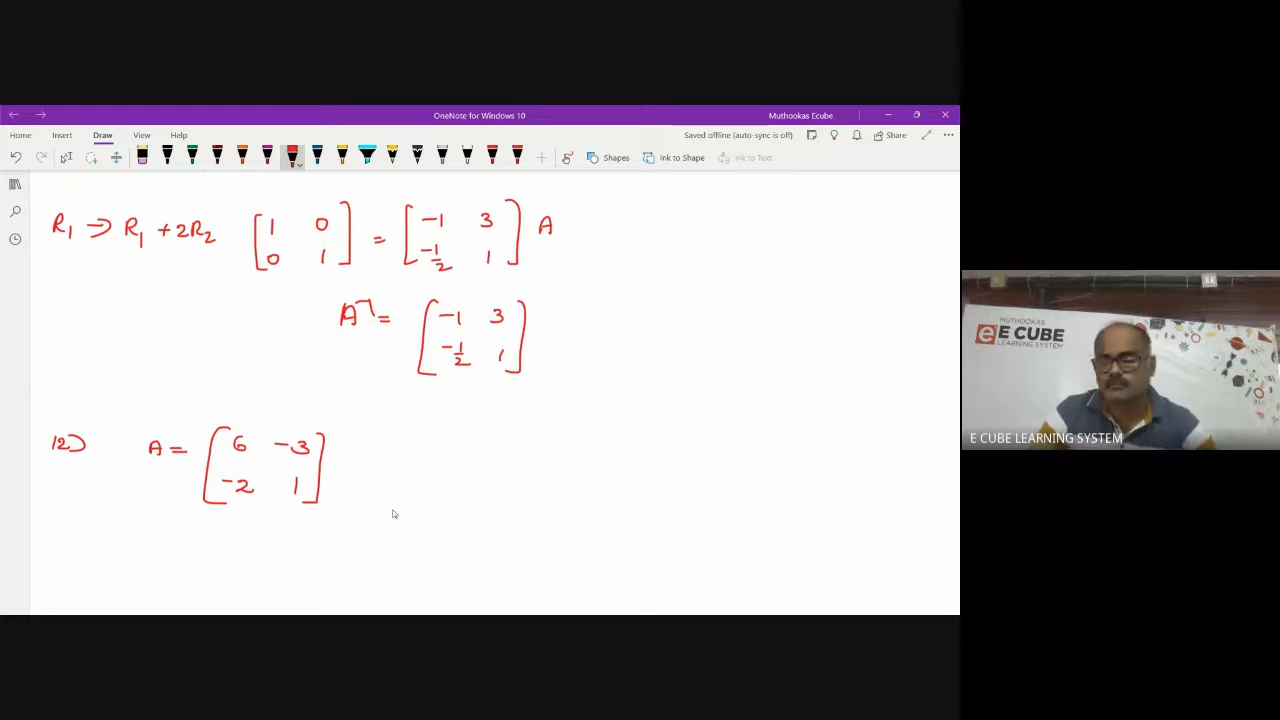 OneNote for Windows 10
Muthookas Ecube
Home Insert Draw View Help
Saved offline (auto-sync is off)
Share
Shapes
Ink to Shape
Ink to Text
R₁ → R₁ + 2R₂ [1 0; 0 1] = [-1 3; -1/2 1] A
A⁻¹ = [-1 3; -1/2 1]
12) A = [6 -3; -2 1]
MUTHOOKAS
e E CUBE
LEARNING SYSTEM
E CUBE LEARNING SYSTEM